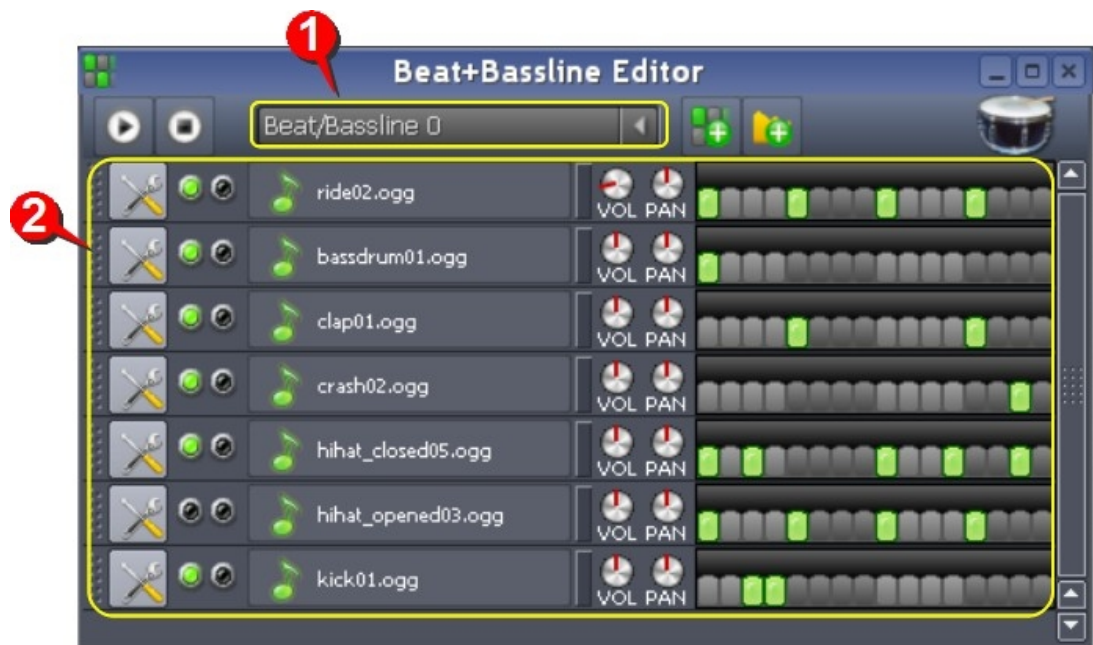 1
Beat+Bassline Editor
Beat/Bassline 0
2
ride02.ogg
VOL PAN
bassdrum01.ogg
VOL PAN
clap01.ogg
VOL PAN
crash02.ogg
VOL PAN
hihat_closed05.ogg
VOL PAN
hihat_opened03.ogg
VOL PAN
kick01.ogg
VOL PAN